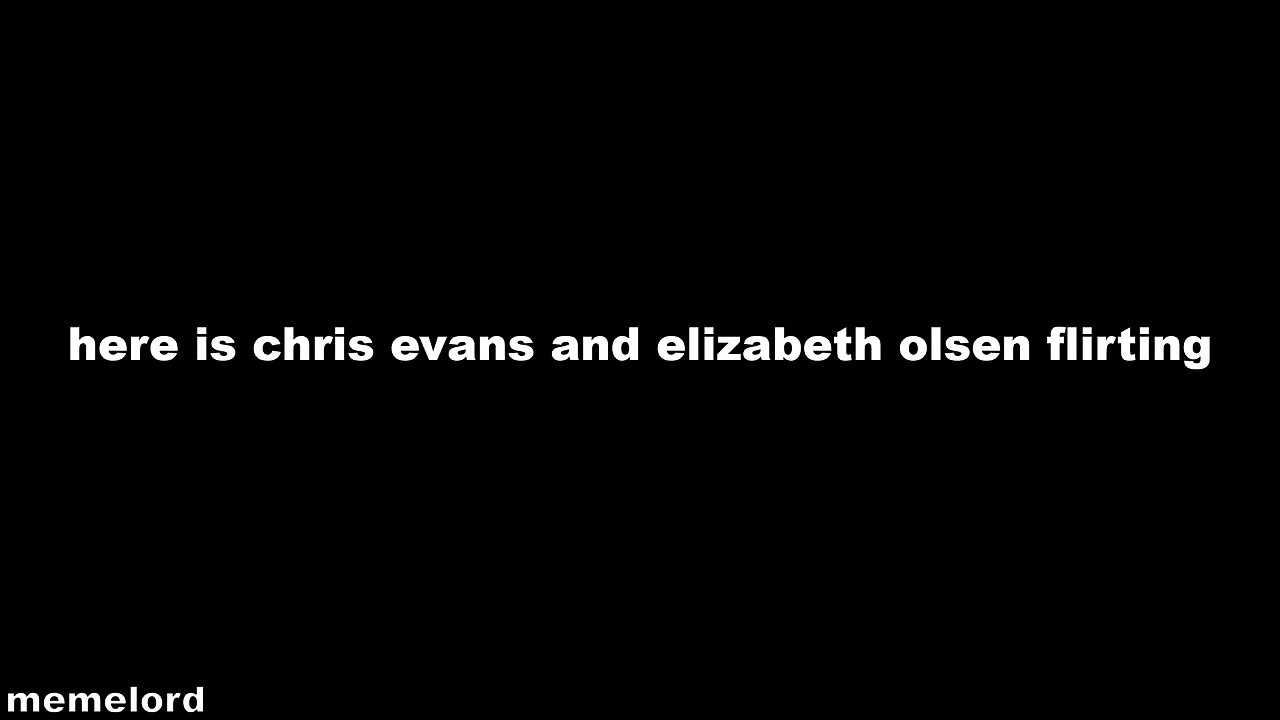 here is chris evans and elizabeth olsen flirting
memelord